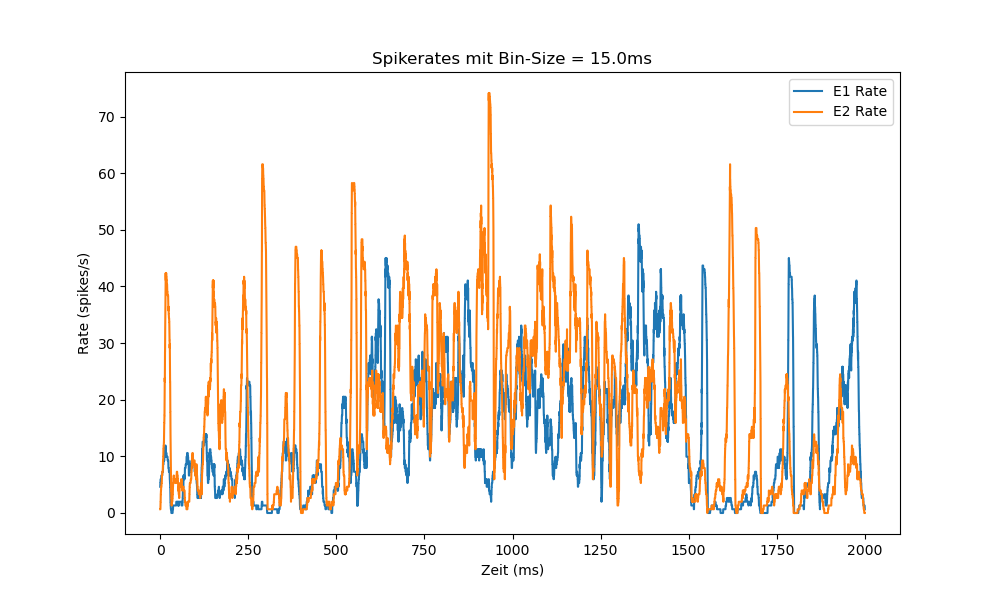 Spikerates mit Bin-Size = 15.0ms
E1 Rate
E2 Rate
Rate (spikes/s)
70
60
50
40
30
20
10
0
0 250 500 750 1000 1250 1500 1750 2000
Zeit (ms)